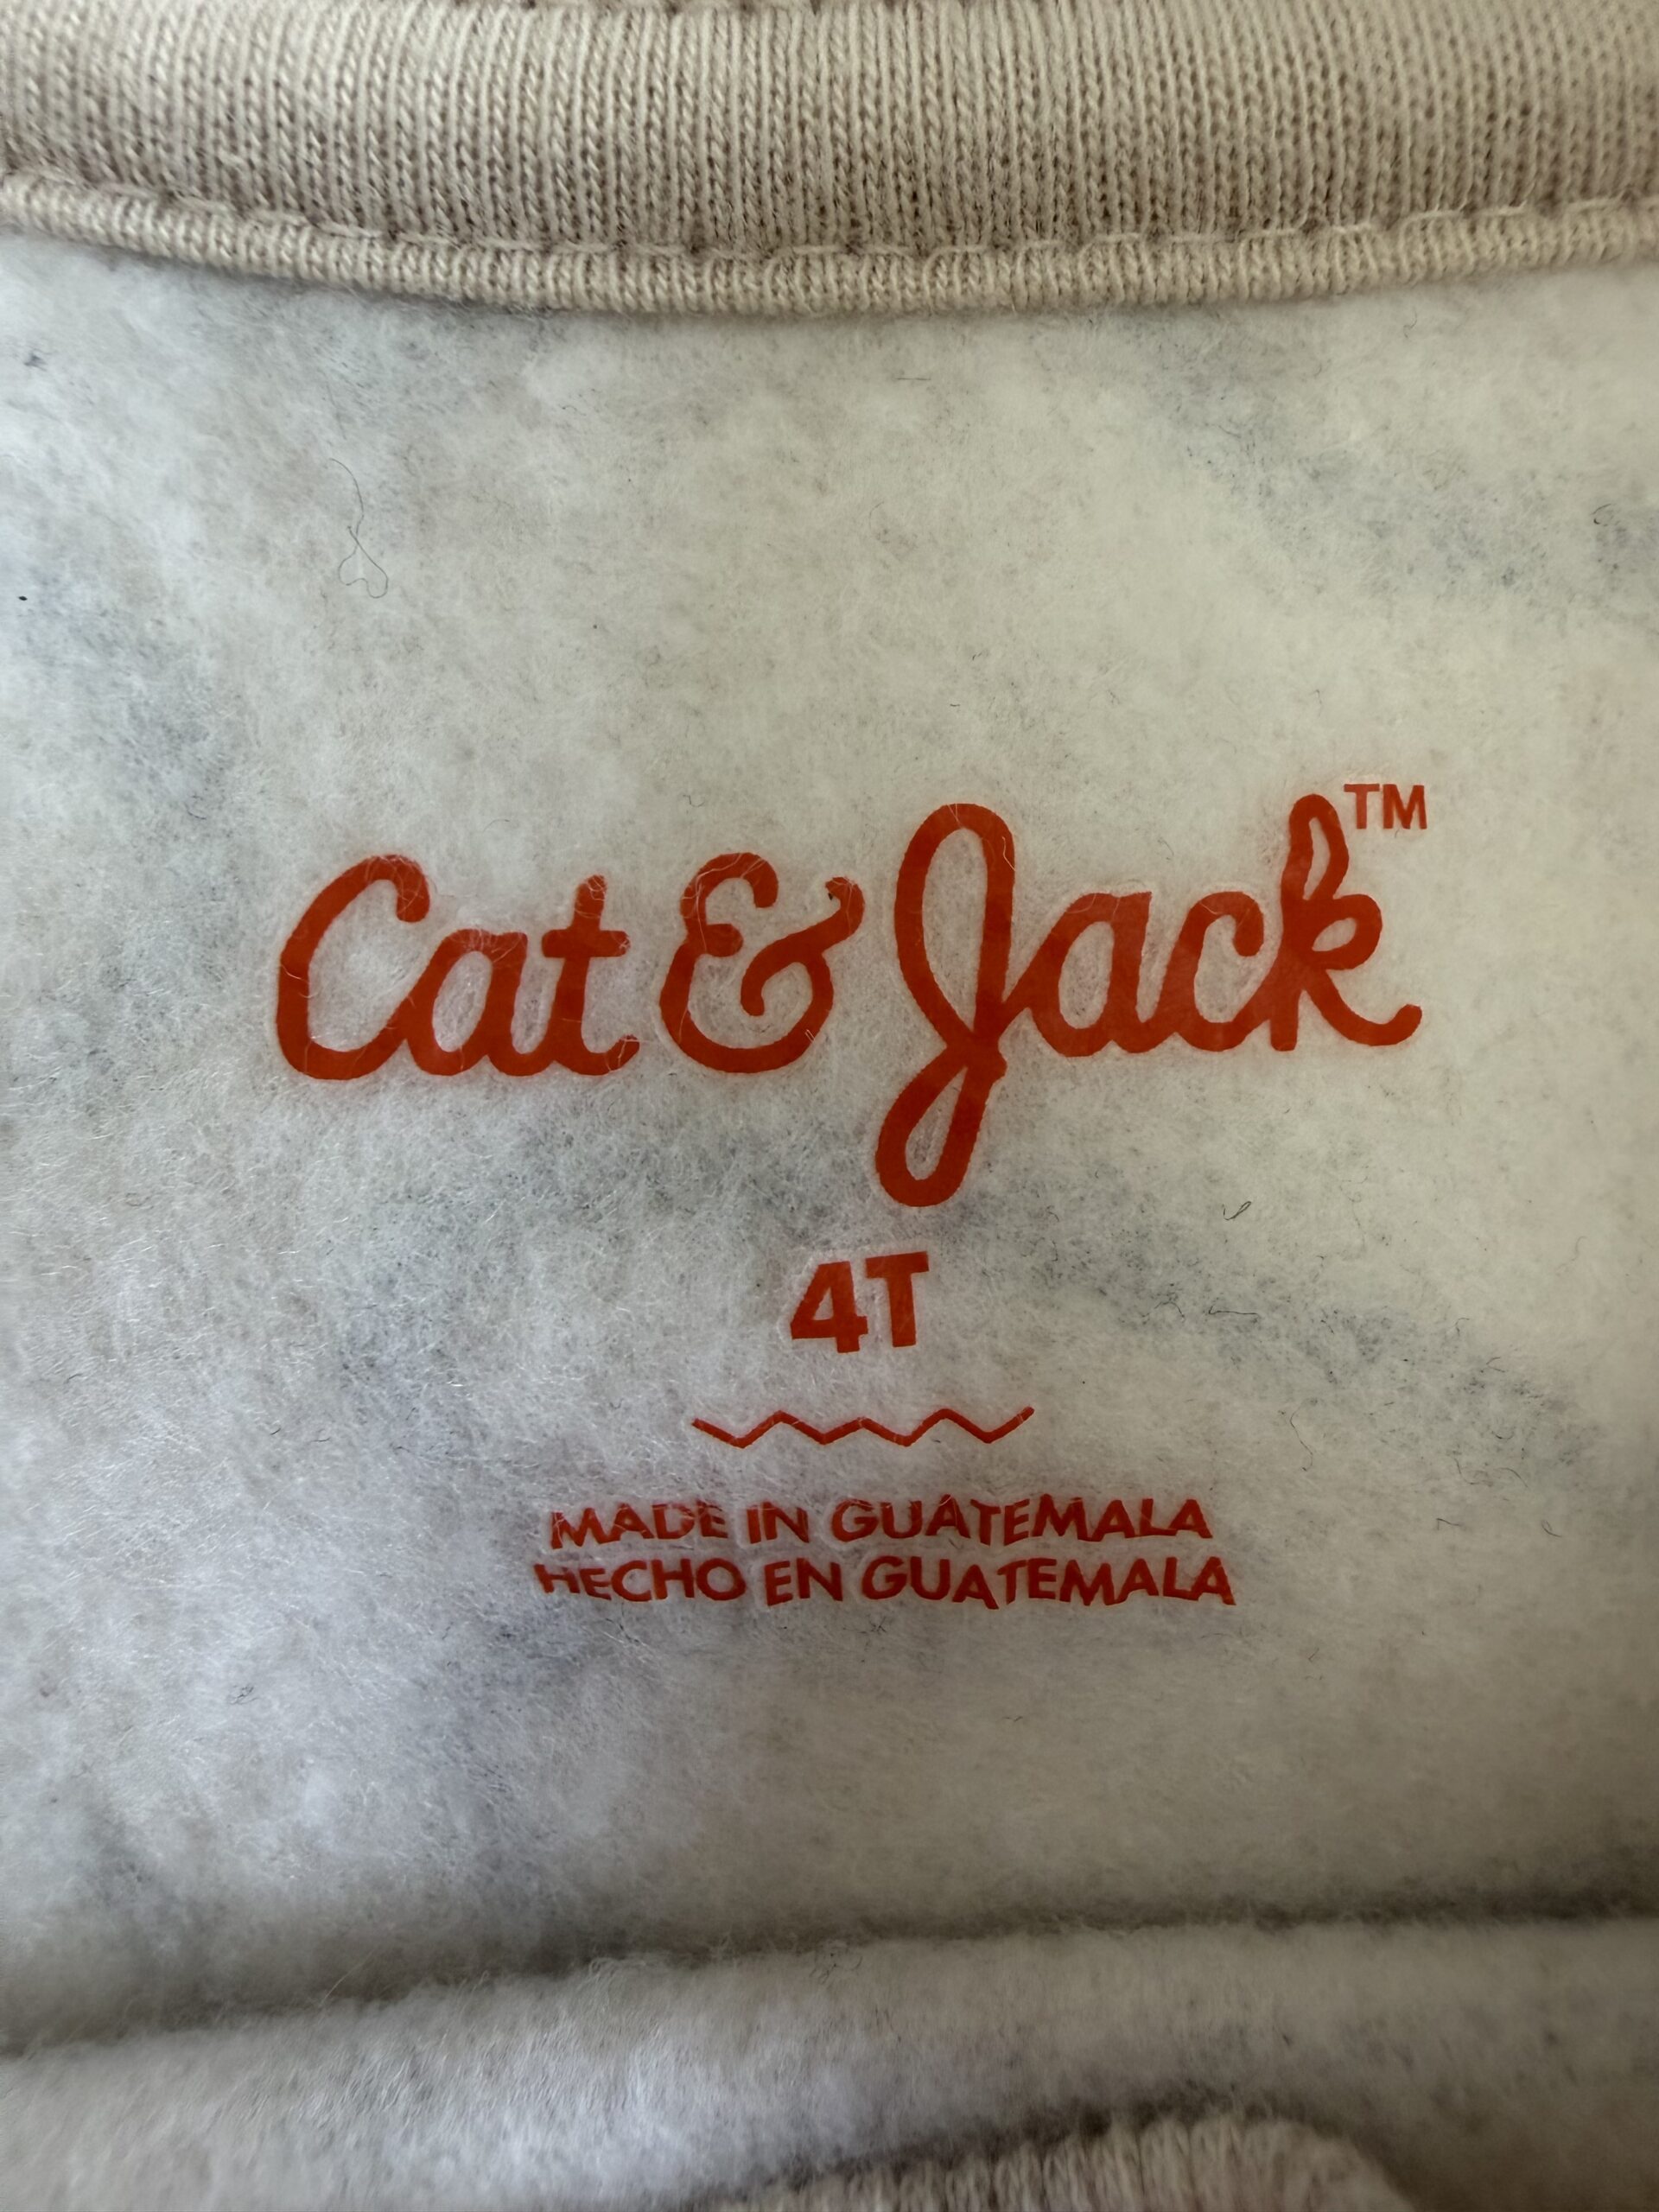 Cat & Jack™
4T
MADE IN GUATEMALA
HECHO EN GUATEMALA